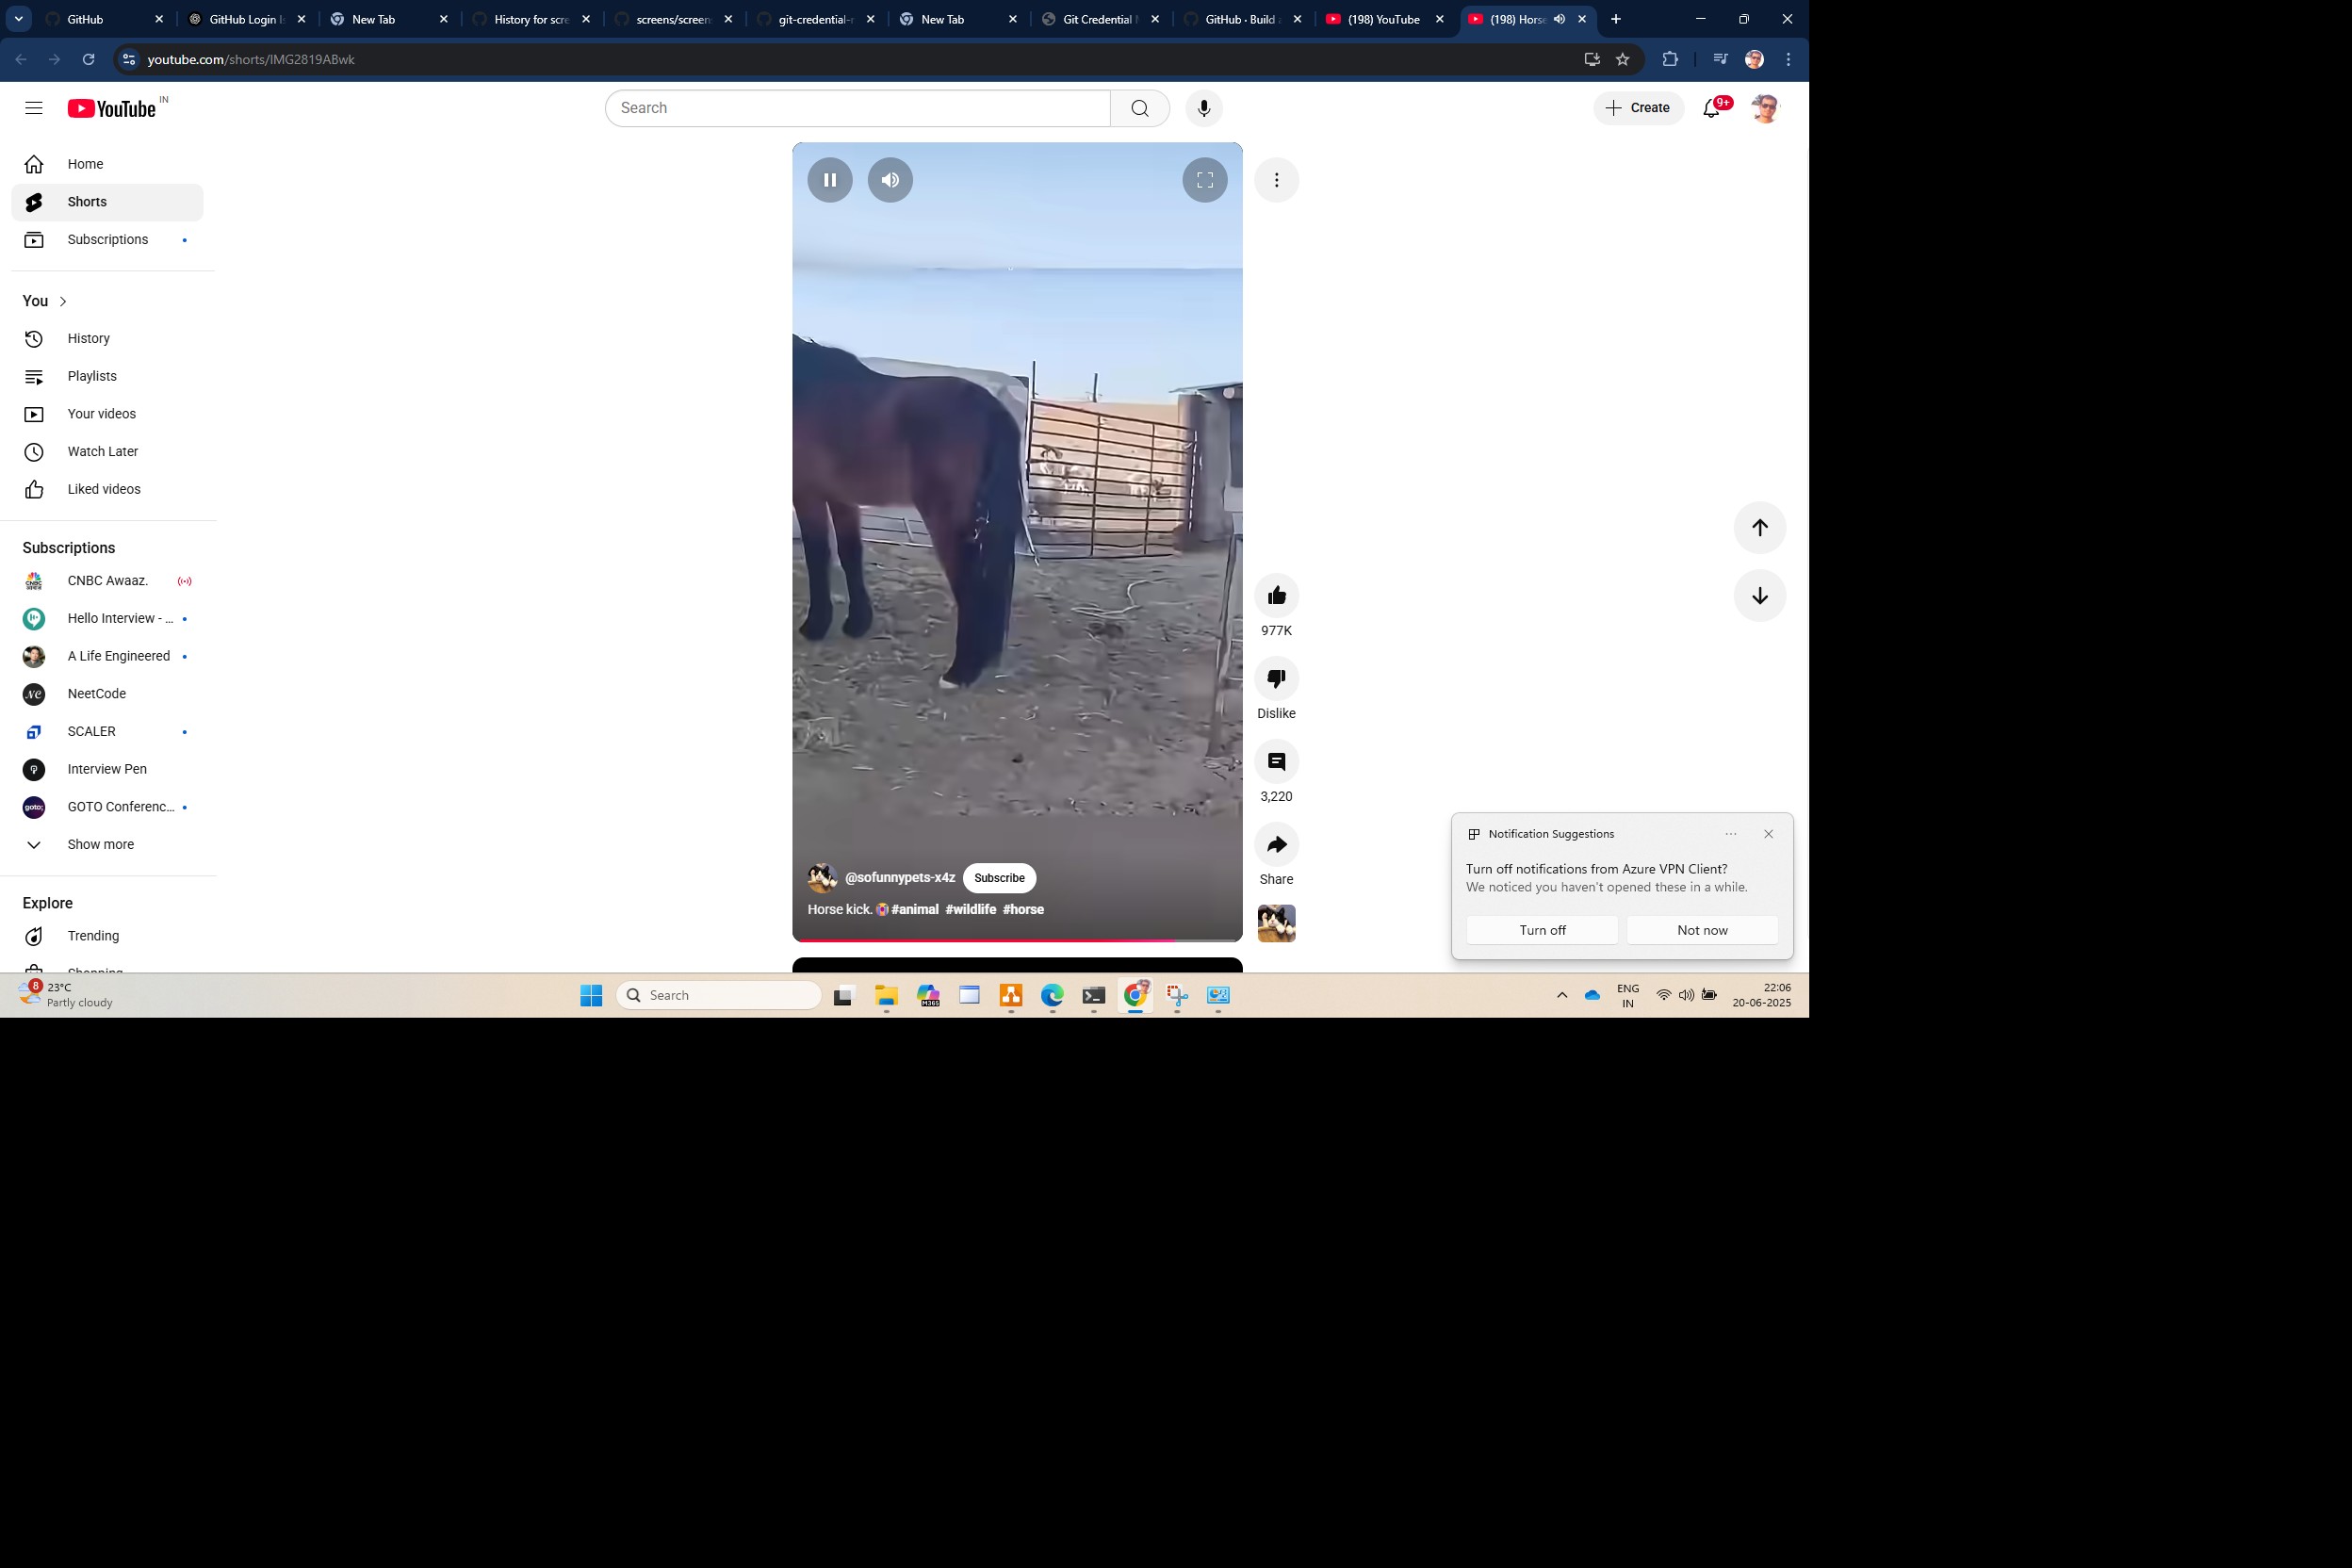 GitHub
GitHub Login Is
New Tab
History for scre
screens/screen
git-credential-
New Tab
Git Credential
GitHub · Build
(198) YouTube
(198) Horse
youtube.com/shorts/IMG2819ABwk
YouTube IN
Search
Create
9+
Home
Shorts
Subscriptions
You
History
Playlists
Your videos
Watch Later
Liked videos
Subscriptions
CNBC Awaaz.
Hello Interview - ...
A Life Engineered
NeetCode
SCALER
Interview Pen
GOTO Conferenc...
Show more
Explore
Trending
Shopping
977K
Dislike
3,220
Share
@sofunnypets-x4z
Subscribe
Horse kick. #animal #wildlife #horse
Notification Suggestions
Turn off notifications from Azure VPN Client?
We noticed you haven't opened these in a while.
Turn off
Not now
8
23°C
Partly cloudy
Search
M365
ENG
IN
22:06
20-06-2025